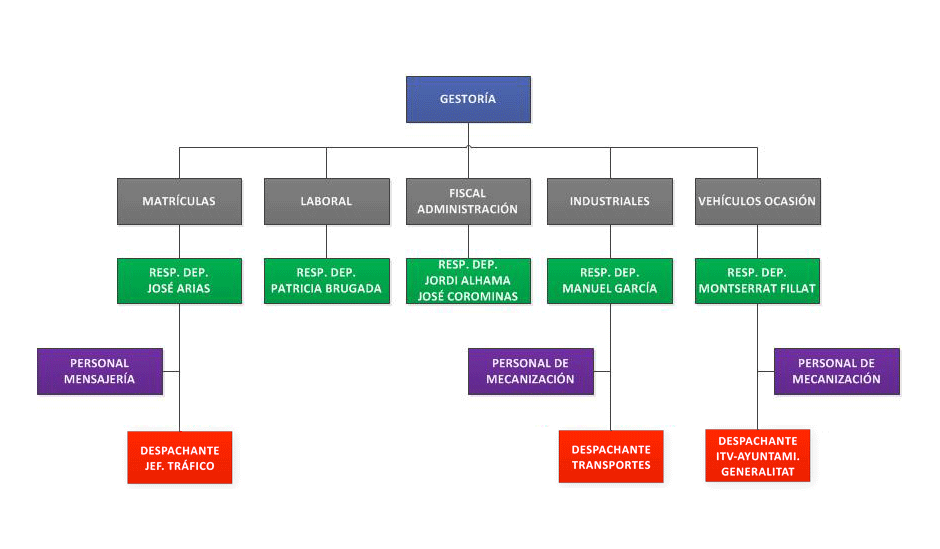 GESTORÍA
MATRÍCULAS
LABORAL
FISCAL
ADMINISTRACIÓN
INDUSTRIALES
VEHÍCULOS OCASIÓN
RESP. DEP.
JOSÉ ARIAS
RESP. DEP.
PATRICIA BRUGADA
RESP. DEP.
JORDI ALHAMA
JOSÉ COROMINAS
RESP. DEP.
MANUEL GARCÍA
RESP. DEP.
MONTSERRAT FILLAT
PERSONAL
MENSAJERÍA
PERSONAL DE
MECANIZACIÓN
PERSONAL DE
MECANIZACIÓN
DESPACHANTE
JEF. TRÁFICO
DESPACHANTE
TRANSPORTES
DESPACHANTE
ITV-AYUNTAMI.
GENERALITAT